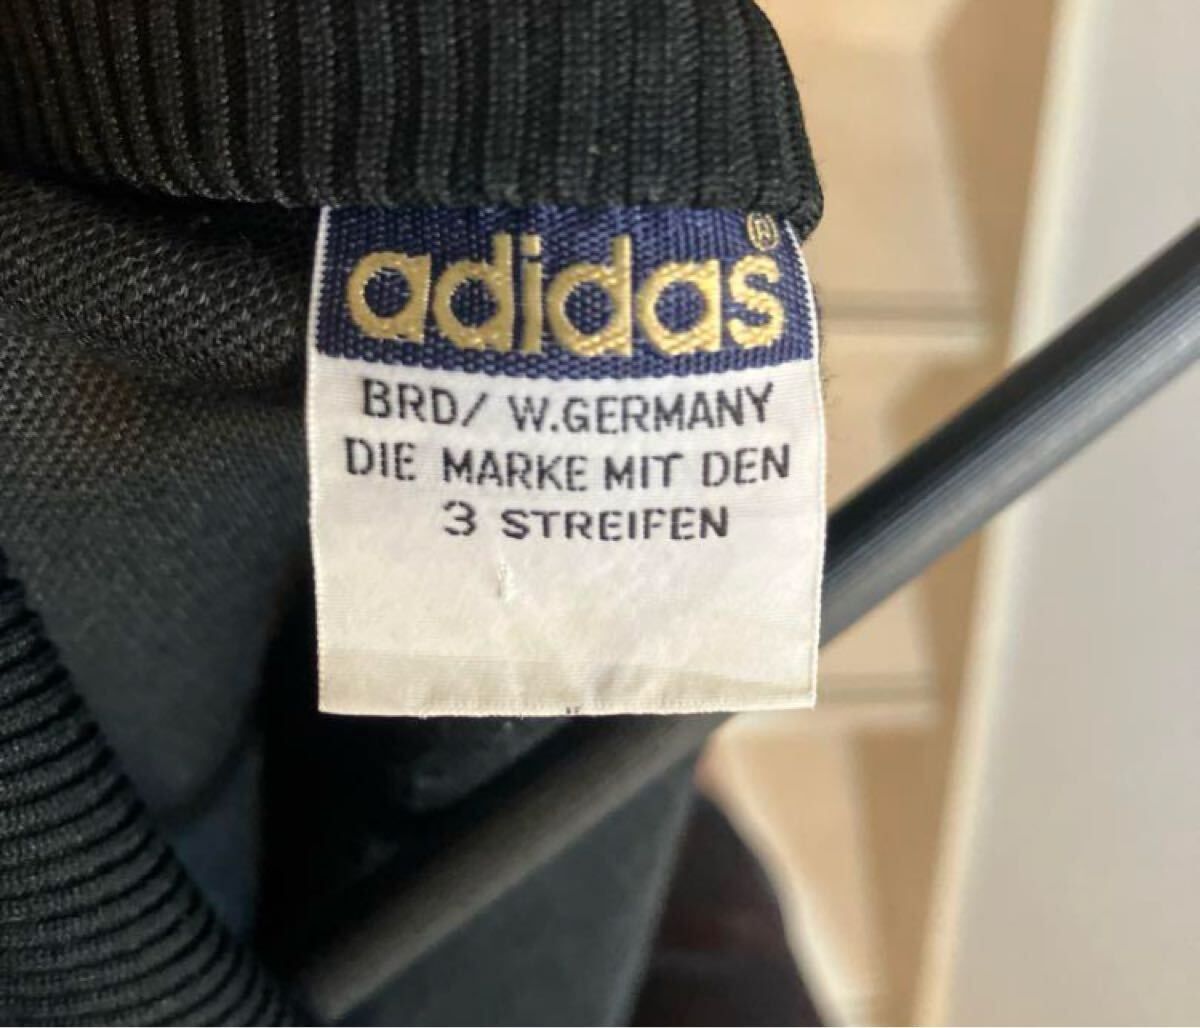 adidas®
BRD/ W.GERMANY
DIE MARKE MIT DEN
3 STREIFEN